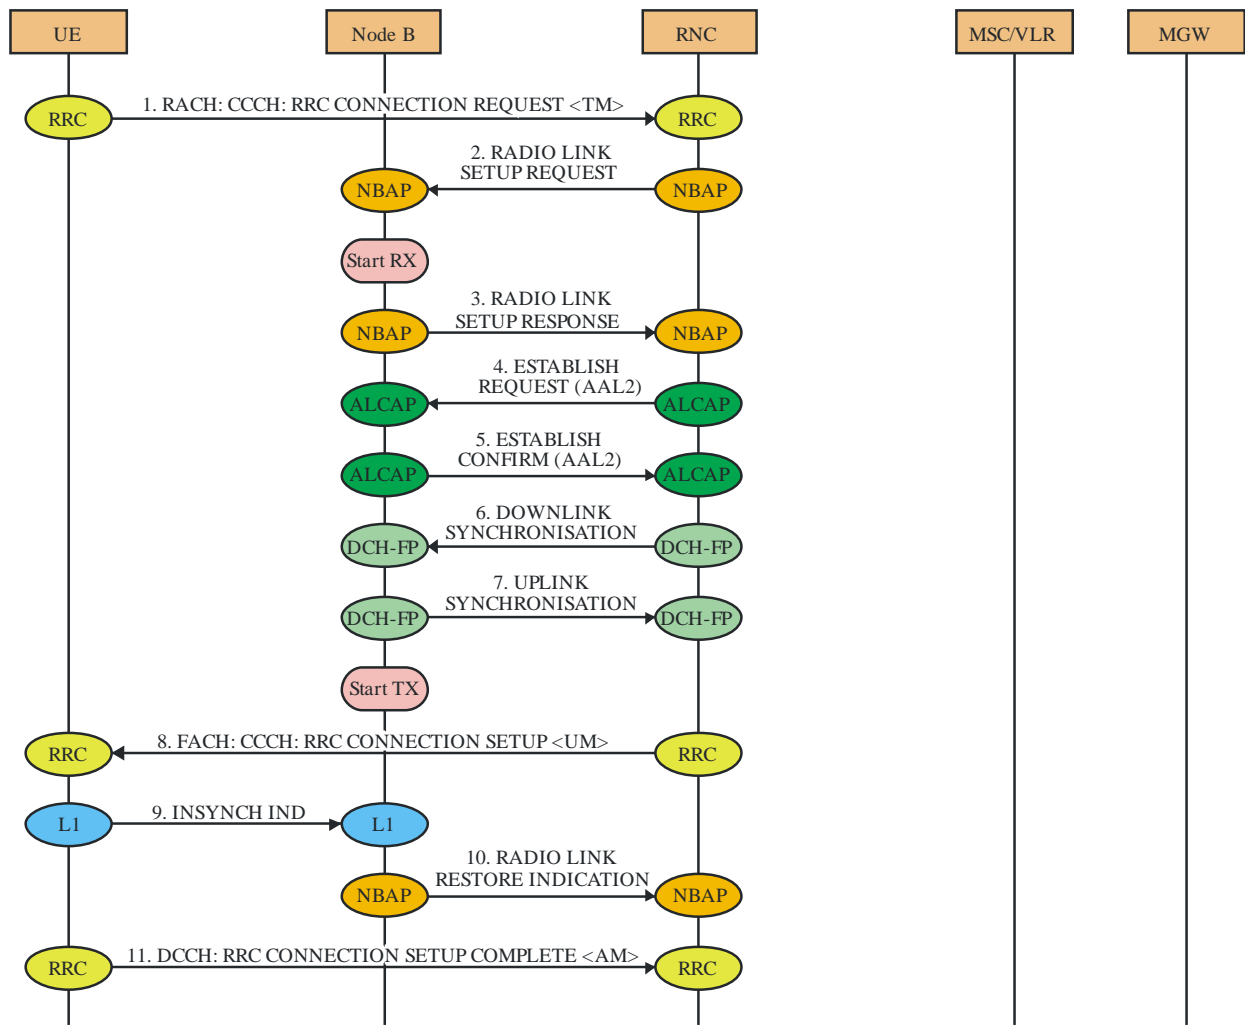 UE
Node B
RNC
MSC/VLR
MGW
1. RACH: CCCH: RRC CONNECTION REQUEST <TM>
RRC
RRC
2. RADIO LINK
SETUP REQUEST
NBAP
NBAP
Start RX
3. RADIO LINK
SETUP RESPONSE
NBAP
NBAP
4. ESTABLISH
REQUEST (AAL2)
ALCAP
ALCAP
5. ESTABLISH
CONFIRM (AAL2)
ALCAP
ALCAP
6. DOWNLINK
SYNCHRONISATION
DCH-FP
DCH-FP
7. UPLINK
SYNCHRONISATION
DCH-FP
DCH-FP
Start TX
8. FACH: CCCH: RRC CONNECTION SETUP <UM>
RRC
RRC
9. INSYNCH IND
L1
L1
10. RADIO LINK
RESTORE INDICATION
NBAP
NBAP
11. DCCH: RRC CONNECTION SETUP COMPLETE <AM>
RRC
RRC